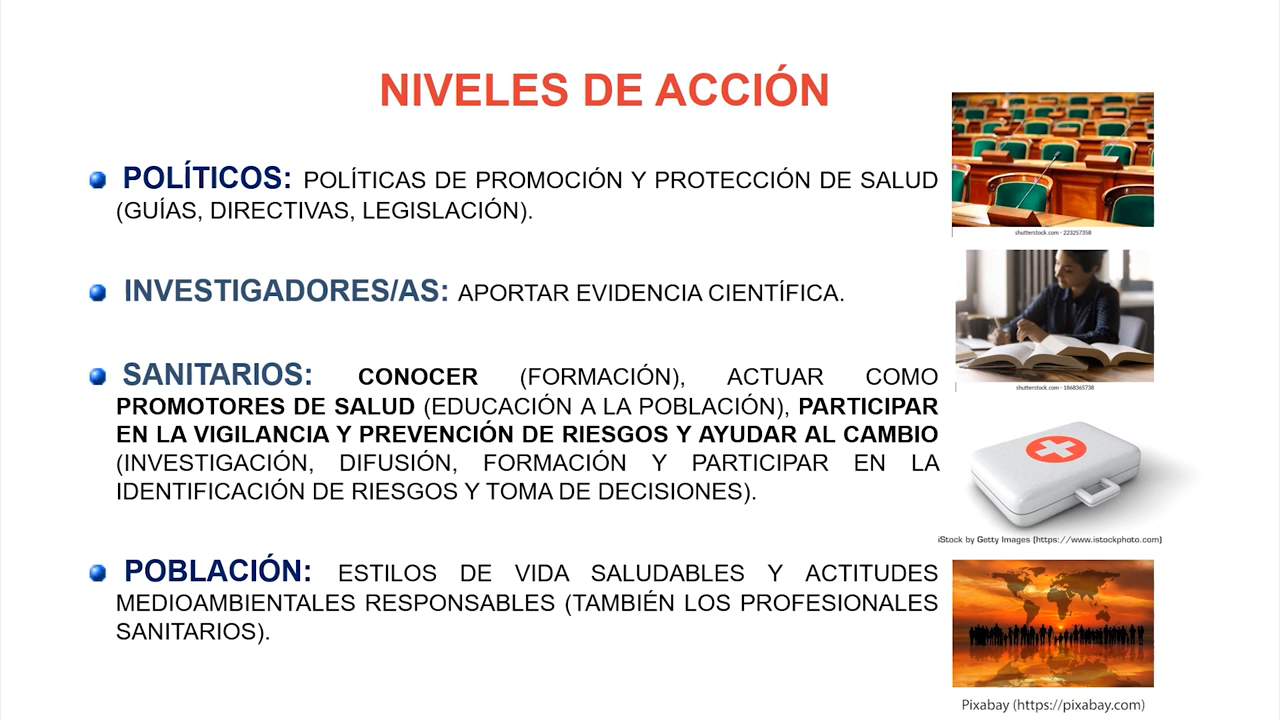 NIVELES DE ACCIÓN
POLÍTICOS: POLÍTICAS DE PROMOCIÓN Y PROTECCIÓN DE SALUD
(GUÍAS, DIRECTIVAS, LEGISLACIÓN).
shutterstock.com · 223257358
INVESTIGADORES/AS: APORTAR EVIDENCIA CIENTÍFICA.
shutterstock.com · 1868365738
SANITARIOS: CONOCER (FORMACIÓN), ACTUAR COMO
PROMOTORES DE SALUD (EDUCACIÓN A LA POBLACIÓN), PARTICIPAR
EN LA VIGILANCIA Y PREVENCIÓN DE RIESGOS Y AYUDAR AL CAMBIO
(INVESTIGACIÓN, DIFUSIÓN, FORMACIÓN Y PARTICIPAR EN LA
IDENTIFICACIÓN DE RIESGOS Y TOMA DE DECISIONES).
iStock by Getty Images (https://www.istockphoto.com)
POBLACIÓN: ESTILOS DE VIDA SALUDABLES Y ACTITUDES
MEDIOAMBIENTALES RESPONSABLES (TAMBIÉN LOS PROFESIONALES
SANITARIOS).
Pixabay (https://pixabay.com)